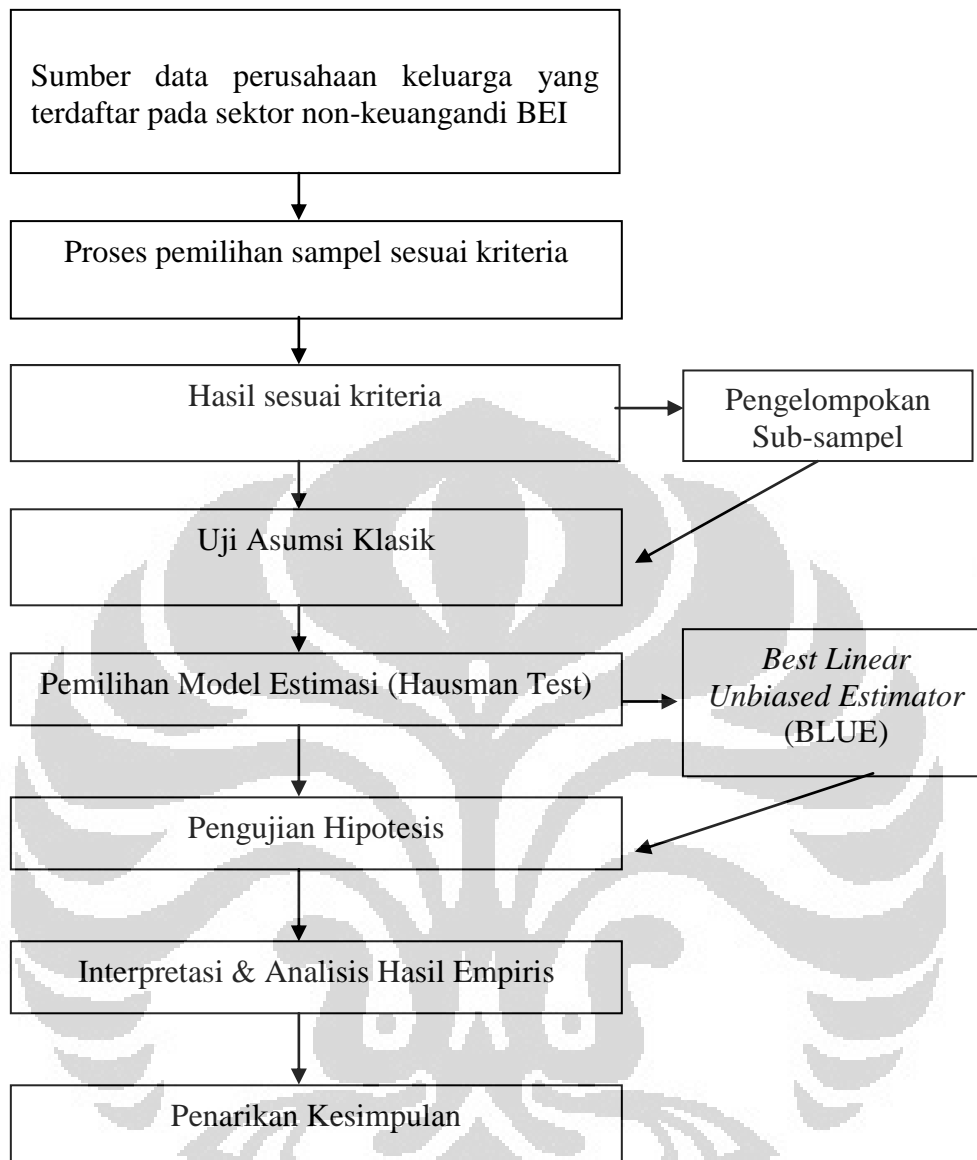 Sumber data perusahaan keluarga yang
terdaftar pada sektor non-keuangandi BEI
Proses pemilihan sampel sesuai kriteria
Hasil sesuai kriteria
Pengelompokan
Sub-sampel
Uji Asumsi Klasik
Pemilihan Model Estimasi (Hausman Test)
Best Linear
Unbiased Estimator
(BLUE)
Pengujian Hipotesis
Interpretasi & Analisis Hasil Empiris
Penarikan Kesimpulan